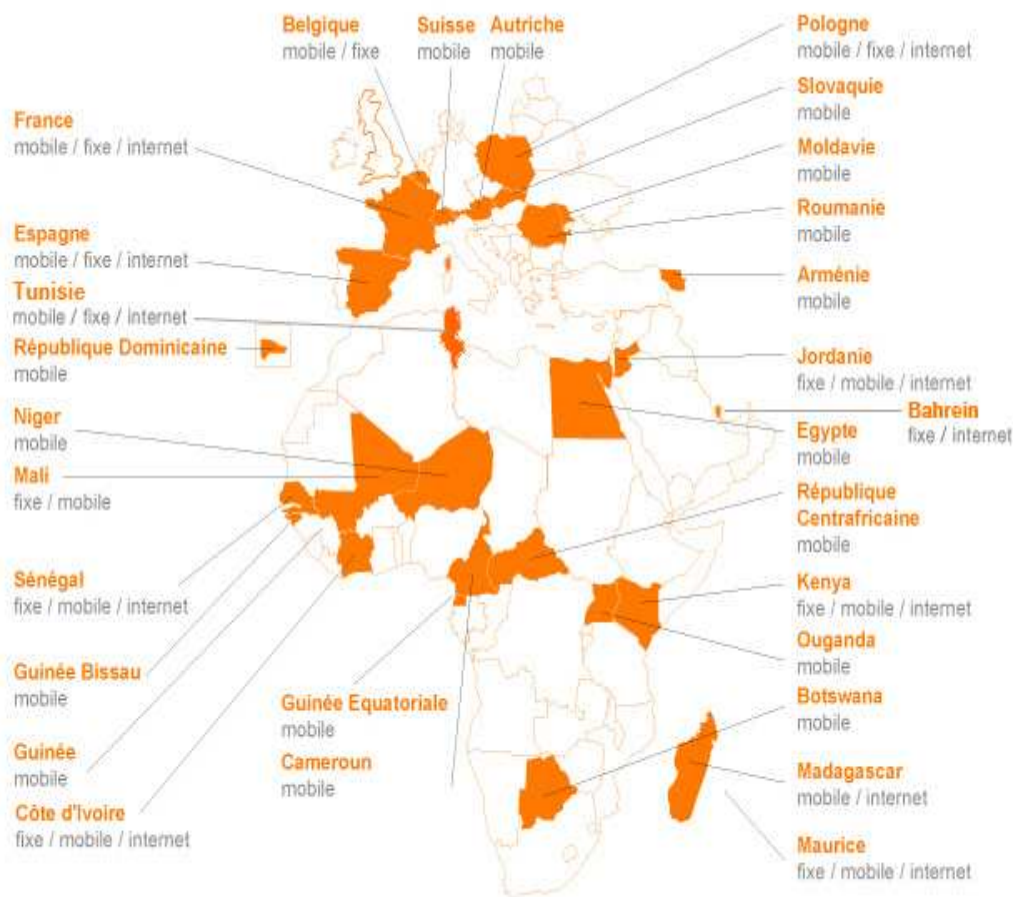 Belgique
mobile / fixe
Suisse
mobile
Autriche
mobile
Pologne
mobile / fixe / internet
Slovaquie
mobile
France
mobile / fixe / internet
Moldavie
mobile
Roumanie
mobile
Espagne
mobile / fixe / internet
Arménie
mobile
Tunisie
mobile / fixe / internet
République Dominicaine
mobile
Jordanie
fixe / mobile / internet
Bahrein
fixe / internet
Niger
mobile
Egypte
mobile
Mali
fixe / mobile
République
Centrafricaine
mobile
Sénégal
fixe / mobile / internet
Kenya
fixe / mobile / internet
Ouganda
mobile
Guinée Bissau
mobile
Guinée Equatoriale
mobile
Botswana
mobile
Guinée
mobile
Cameroun
mobile
Madagascar
mobile / internet
Côte d'Ivoire
fixe / mobile / internet
Maurice
fixe / mobile / internet